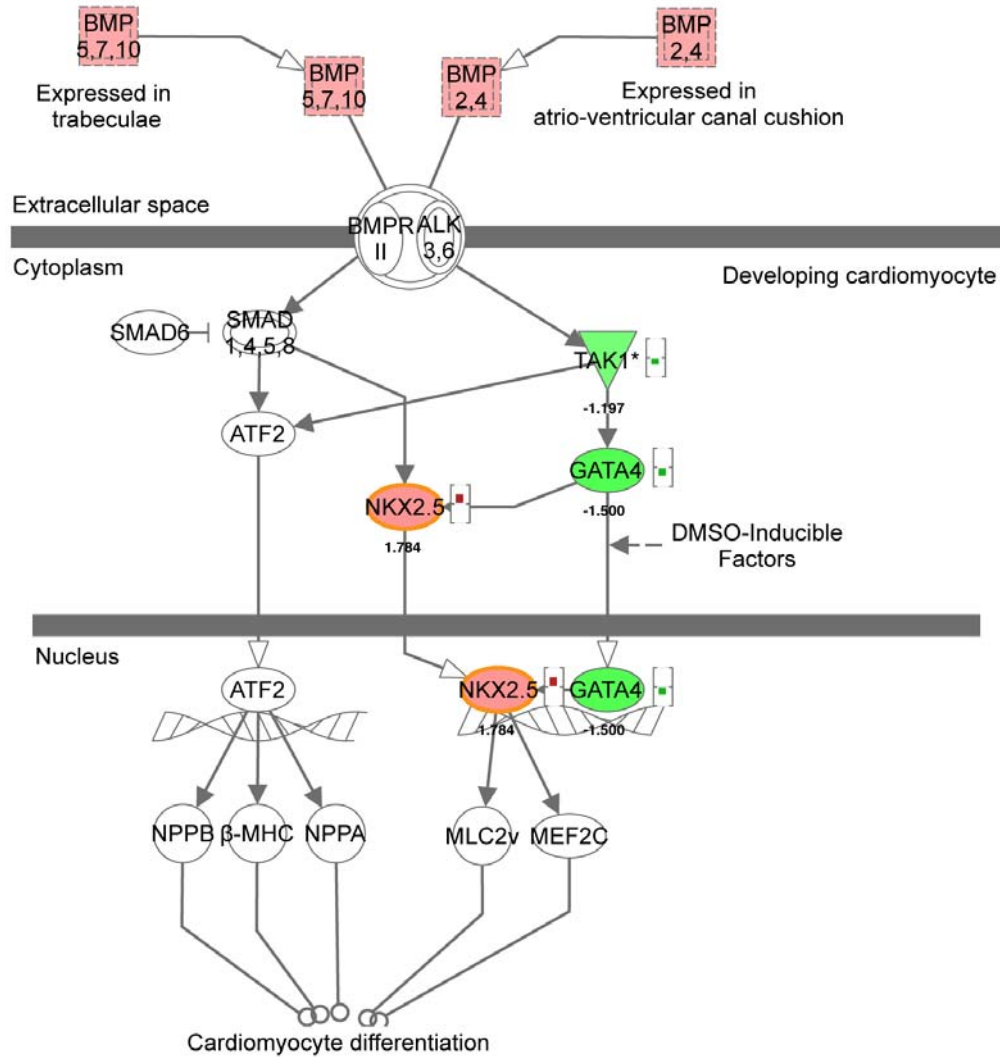 BMP
5,7,10
BMP
2,4
BMP
5,7,10
BMP
2,4
Expressed in
trabeculae
Expressed in
atrio-ventricular canal cushion
Extracellular space
BMPR
II
ALK
3,6
Cytoplasm
Developing cardiomyocyte
SMAD6
SMAD
1,4,5,8
TAK1*
-1.197
ATF2
GATA4
-1.500
NKX2.5
1.784
DMSO-Inducible
Factors
Nucleus
ATF2
NKX2.5
GATA4
1.784
-1.500
NPPB
β-MHC
NPPA
MLC2v
MEF2C
Cardiomyocyte differentiation